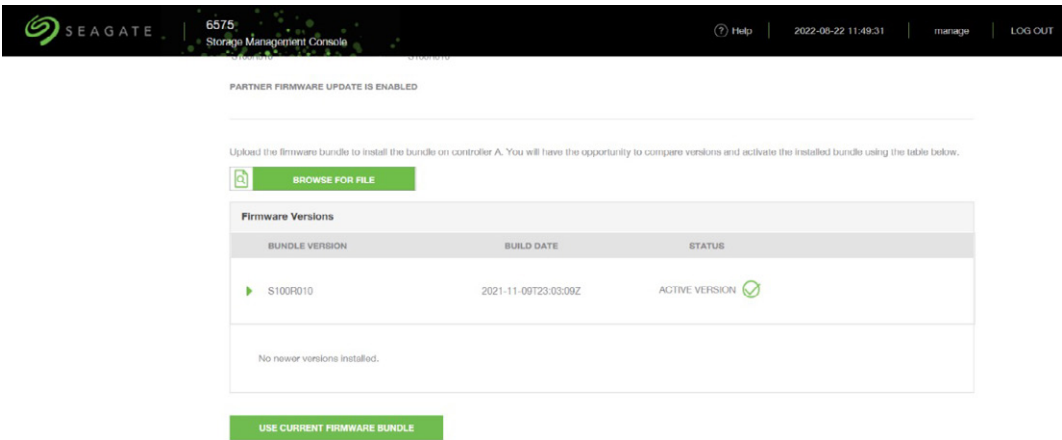 SEAGATE
6575
Storage Management Console
Help
2022-06-22 11:49:31
manage
LOG OUT
S100R010 S100R010
PARTNER FIRMWARE UPDATE IS ENABLED
Upload the firmware bundle to install the bundle on controller A. You will have the opportunity to compare versions and activate the installed bundle using the table below.
BROWSE FOR FILE
Firmware Versions
BUNDLE VERSION BUILD DATE STATUS
S100R010 2021-11-09T23:03:09Z ACTIVE VERSION
No newer versions installed.
USE CURRENT FIRMWARE BUNDLE